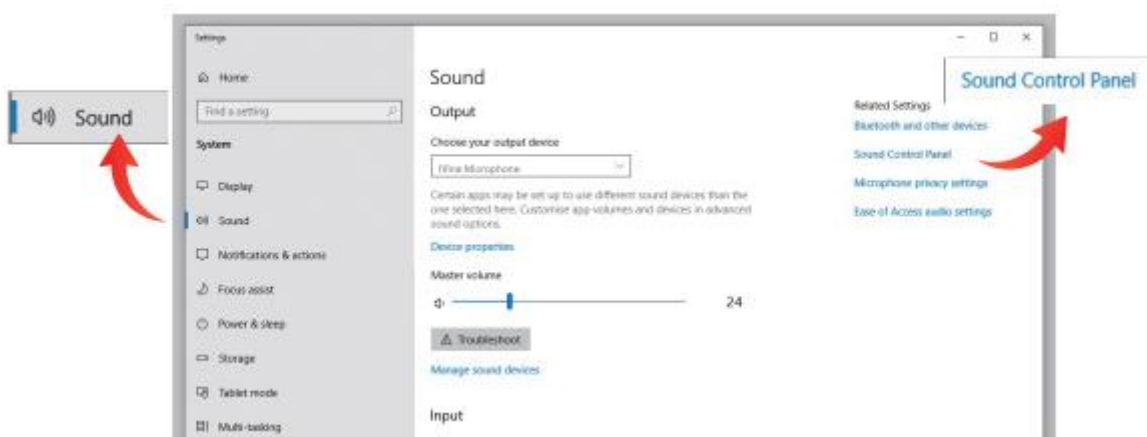 Settings
Home
Find a setting
System
Display
Sound
Notifications & actions
Focus assist
Power & sleep
Storage
Tablet mode
Multi-tasking
Sound
Sound
Output
Choose your output device
Microphone
Certain apps may be set up to use different sound devices than the
one selected here. Customise app volumes and devices in advanced
sound options.
Device properties
Master volume
24
Troubleshoot
Manage sound devices
Input
Sound Control Panel
Related Settings
Bluetooth and other devices
Sound Control Panel
Microphone privacy settings
Ease of Access audio settings